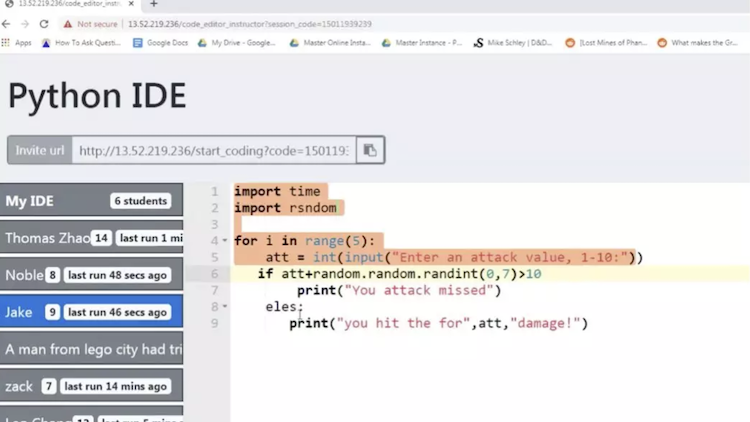 13.52.219.236/code_editor_instru
Not secure | 13.52.219.236/code_editor_instructor?session_code=15011939239
Apps How To Ask Questi... Google Docs My Drive - Google... Master Online Insta... Master Instance - P... Mike Schley | D&D... [Lost Mines of Phan... What makes the Gr...
Python IDE
Invite url http://13.52.219.236/start_coding?code=150119
My IDE 6 students
Thomas Zhao 14 last run 1 mi
Noble 8 last run 48 secs ago
Jake 9 last run 46 secs ago
A man from lego city had tri
zack 7 last run 14 mins ago
1 import time
2 import rsndom
3
4 for i in range(5):
5 att = int(input("Enter an attack value, 1-10:"))
6 if att+random.random.randint(0,7)>10
7 print("You attack missed")
8 eles;
9 print("you hit the for",att,"damage!")